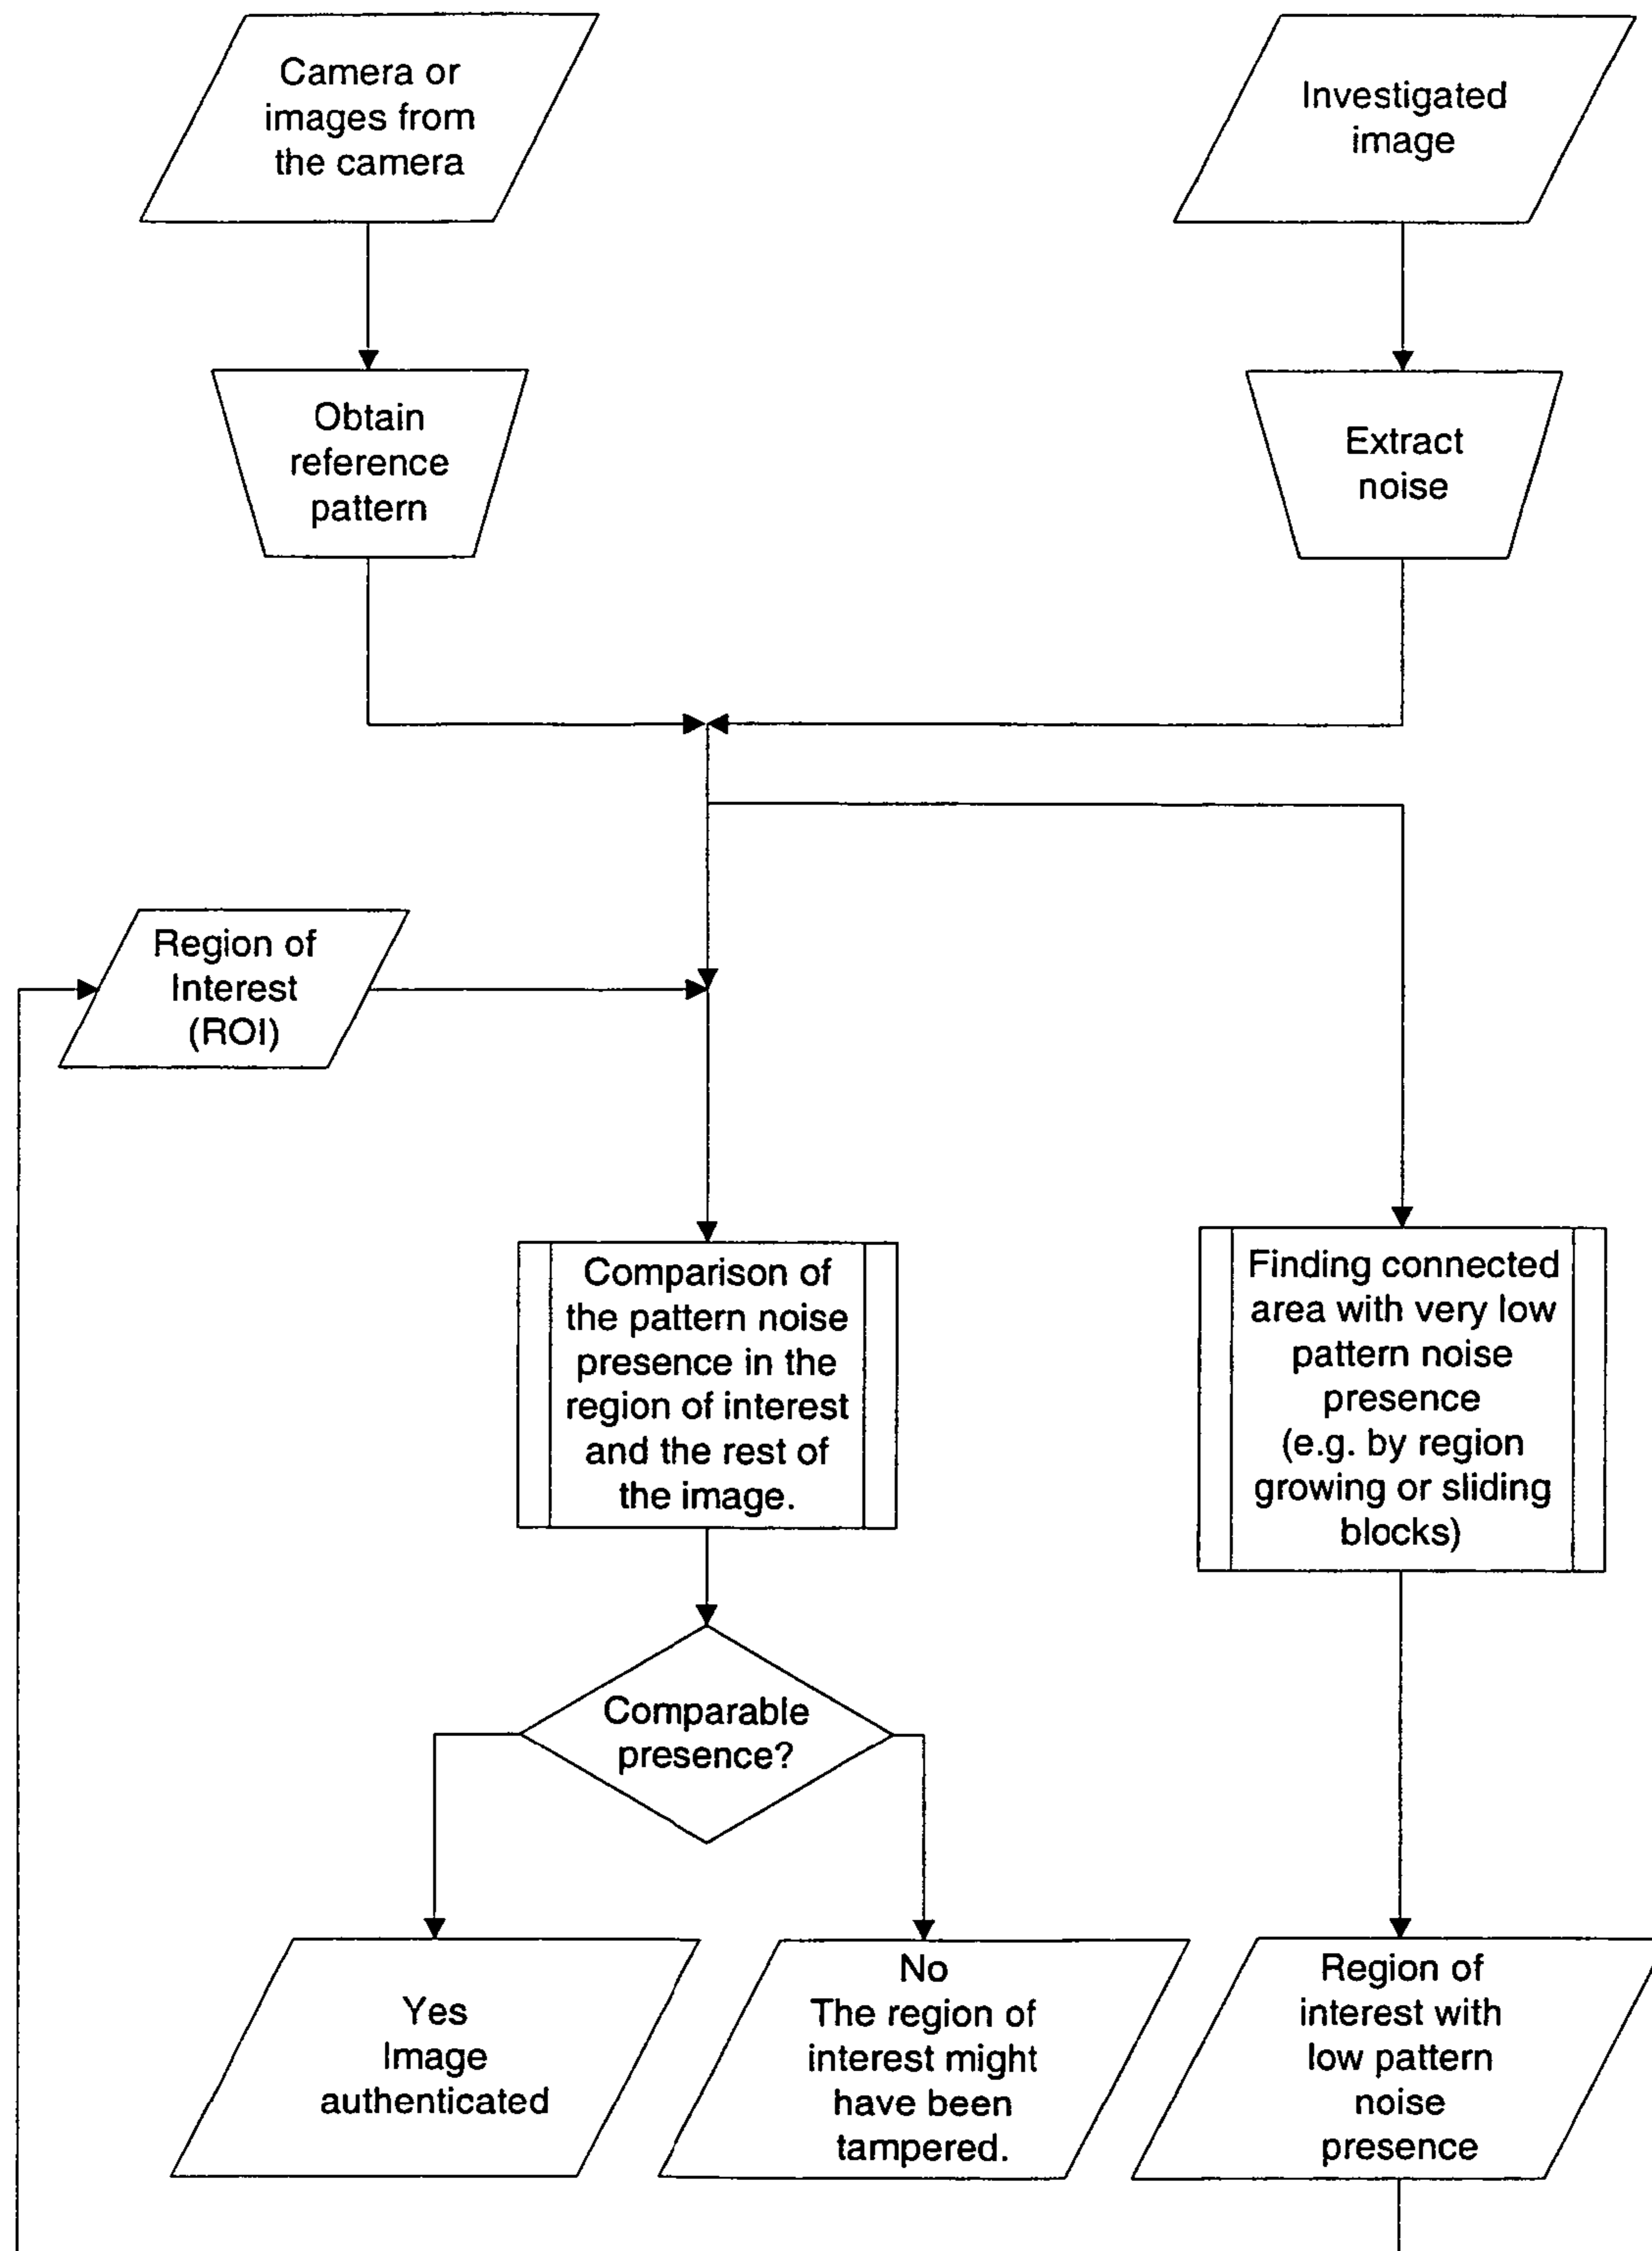 Camera or
images from
the camera
Investigated
image
Obtain
reference
pattern
Extract
noise
Region of
Interest
(ROI)
Comparison of
the pattern noise
presence in the
region of interest
and the rest of
the image.
Finding connected
area with very low
pattern noise
presence
(e.g. by region
growing or sliding
blocks)
Comparable
presence?
Yes
Image
authenticated
No
The region of
interest might
have been
tampered.
Region of
interest with
low pattern
noise
presence